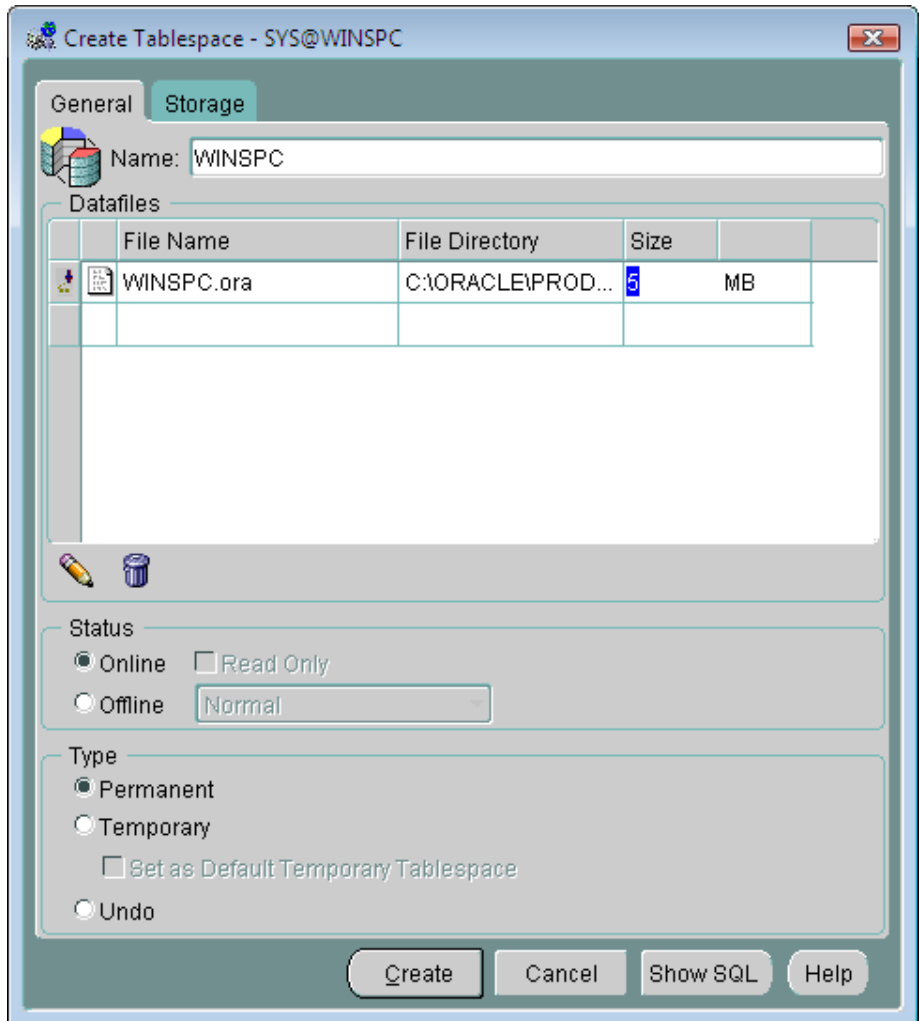 Create Tablespace - SYS@WINSPC
General Storage
Name: WINSPC
Datafiles
File Name File Directory Size
WINSPC.ora C:\ORACLE\PROD... 5 MB
Status
Online Read Only
Offline Normal
Type
Permanent
Temporary
Set as Default Temporary Tablespace
Undo
Create Cancel Show SQL Help